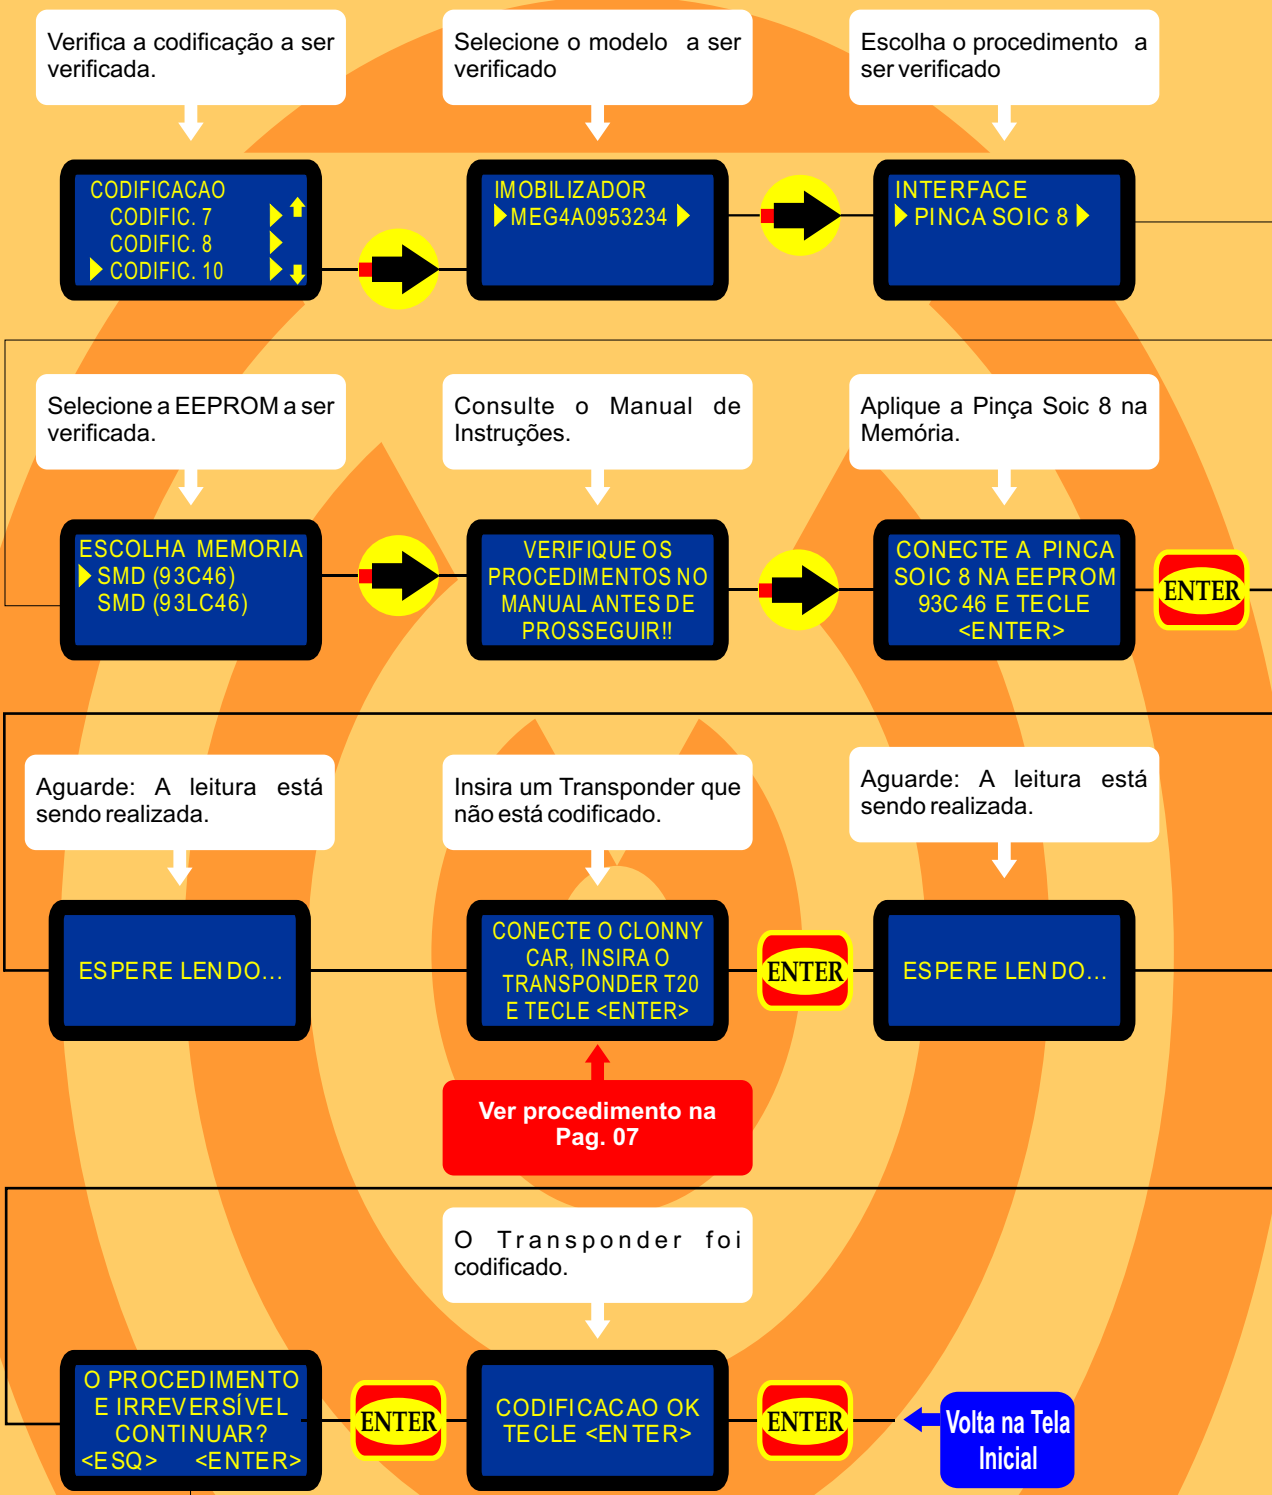 Verifica a codificação a ser
verificada.
Selecione o modelo a ser
verificado
Escolha o procedimento a
ser verificado
CODIFICACAO
CODIFIC. 7
CODIFIC. 8
CODIFIC. 10
IMOBILIZADOR
MEG4A0953234
INTERFACE
PINCA SOIC 8
Selecione a EEPROM a ser
verificada.
Consulte o Manual de
Instruções.
Aplique a Pinça Soic 8 na
Memória.
ESCOLHA MEMORIA
SMD (93C46)
SMD (93LC46)
VERIFIQUE OS
PROCEDIMENTOS NO
MANUAL ANTES DE
PROSSEGUIR!!
CONECTE A PINCA
SOIC 8 NA EEPROM
93C46 E TECLE
<ENTER>
ENTER
Aguarde: A leitura está
sendo realizada.
Insira um Transponder que
não está codificado.
Aguarde: A leitura está
sendo realizada.
ESPERE LENDO...
CONECTE O CLONNY
CAR, INSIRA O
TRANSPONDER T20
E TECLE <ENTER>
ENTER
ESPERE LENDO...
Ver procedimento na
Pag. 07
O Transponder foi
codificado.
O PROCEDIMENTO
E IRREVERSÍVEL
CONTINUAR?
<ESQ> <ENTER>
ENTER
CODIFICACAO OK
TECLE <ENTER>
ENTER
Volta na Tela
Inicial